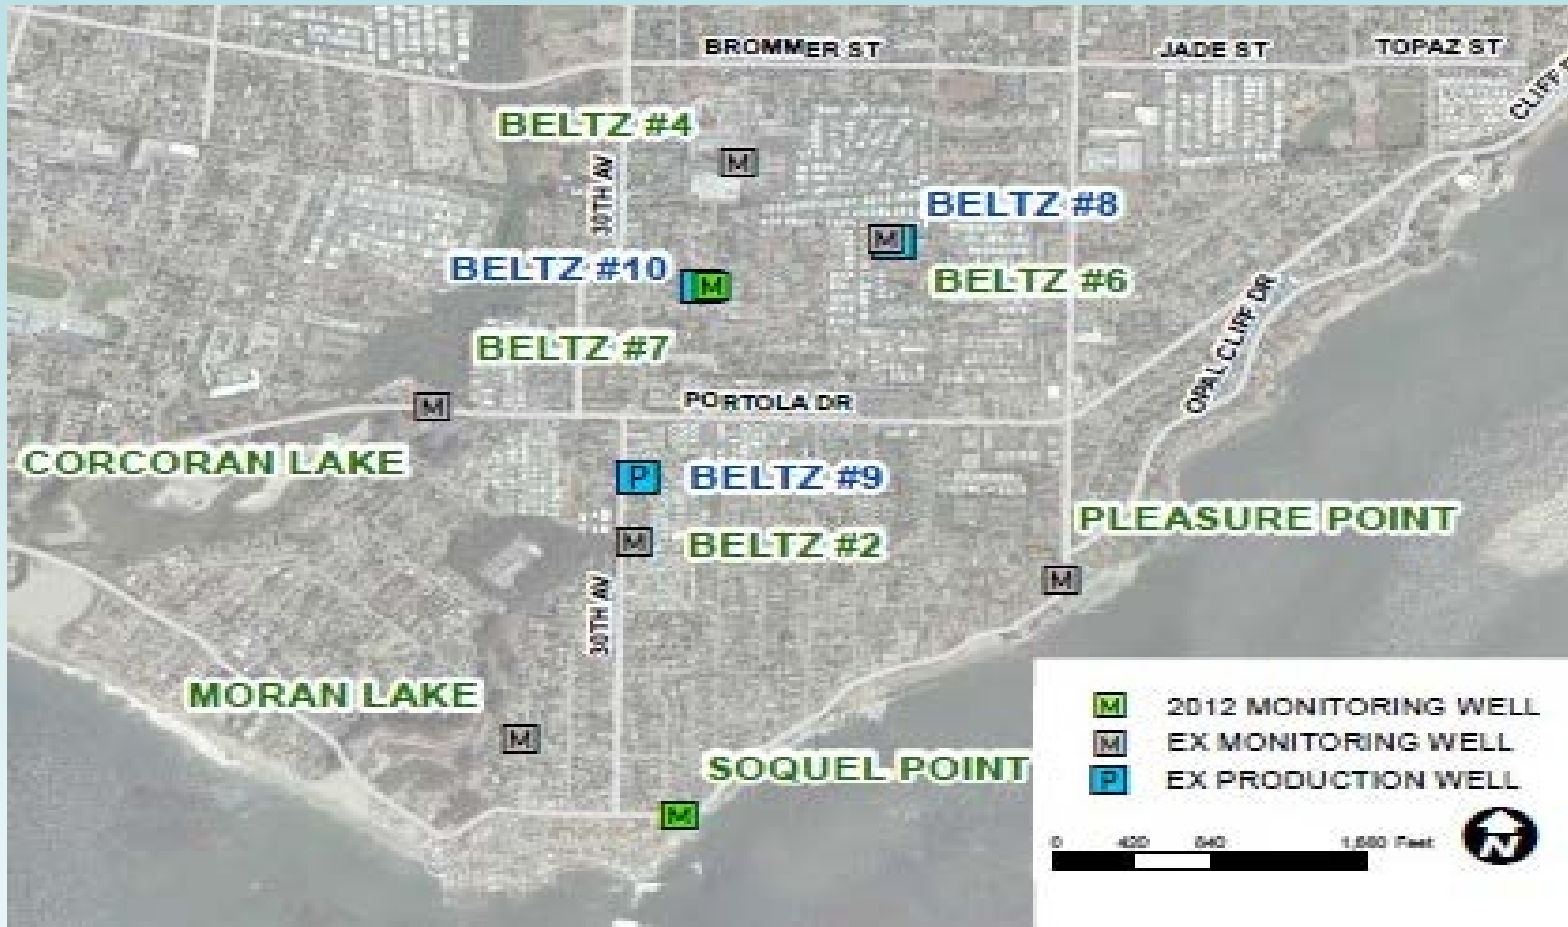 BROMMER ST
JADE ST
TOPAZ ST
CLIFF
BELTZ #4
M
30TH AV
BELTZ #8
M
BELTZ #10
M
BELTZ #6
OPAL CLIFF DR
BELTZ #7
M
PORTOLA DR
CORCORAN LAKE
P
BELTZ #9
PLEASURE POINT
M
BELTZ #2
M
30TH AV
MORAN LAKE
M
SOQUEL POINT
M
M 2012 MONITORING WELL
M EX MONITORING WELL
P EX PRODUCTION WELL
0 420 840 1,680 Feet
N